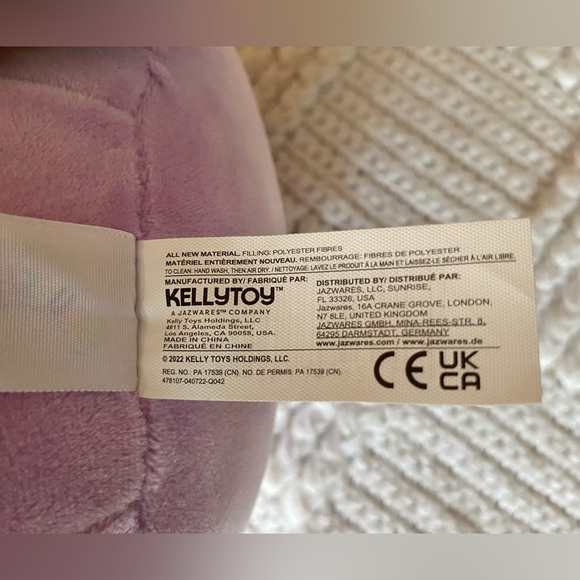 ALL NEW MATERIAL. FILLING: POLYESTER FIBRES
MATÉRIEL ENTIÈREMENT NOUVEAU. REMBOURRAGE: FIBRES DE POLYESTER
TO CLEAN: HAND WASH, THEN AIR DRY. / NETTOYAGE: LAVEZ LE PRODUIT À LA MAIN ET LAISSEZ-LE SÉCHER À L'AIR LIBRE.
MANUFACTURED BY/ FABRIQUÉ PAR:
KELLYTOY™
A JAZWARES℠ COMPANY
Kelly Toys Holdings, LLC
4811 S. Alameda Street,
Los Angeles, CA 90058, USA.
MADE IN CHINA
FABRIQUÉ EN CHINE
© 2022 KELLY TOYS HOLDINGS, LLC.
REG. NO.: PA 17539 (CN). NO DE PERMIS: PA 17539 (CN).
478107-040722-Q042
DISTRIBUTED BY/ DISTRIBUÉ PAR:
JAZWARES, LLC, SUNRISE,
FL 33326, USA
Jazwares, 16A CRANE GROVE, LONDON,
N7 8LE, UNITED KINGDOM
JAZWARES GMBH, MINA-REES-STR. 8,
64295 DARMSTADT, GERMANY
www.jazwares.com / www.jazwares.de
CE UK
CA